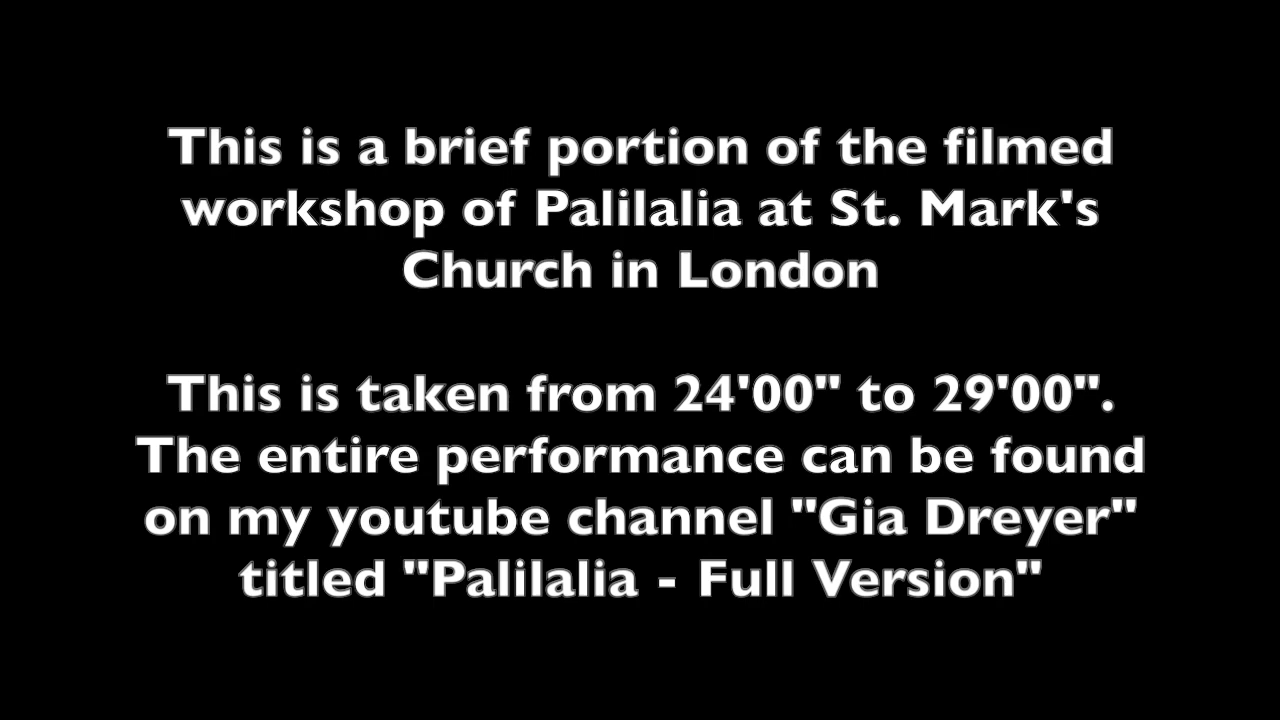 This is a brief portion of the filmed
workshop of Palilalia at St. Mark's
Church in London
This is taken from 24'00" to 29'00".
The entire performance can be found
on my youtube channel "Gia Dreyer"
titled "Palilalia - Full Version"